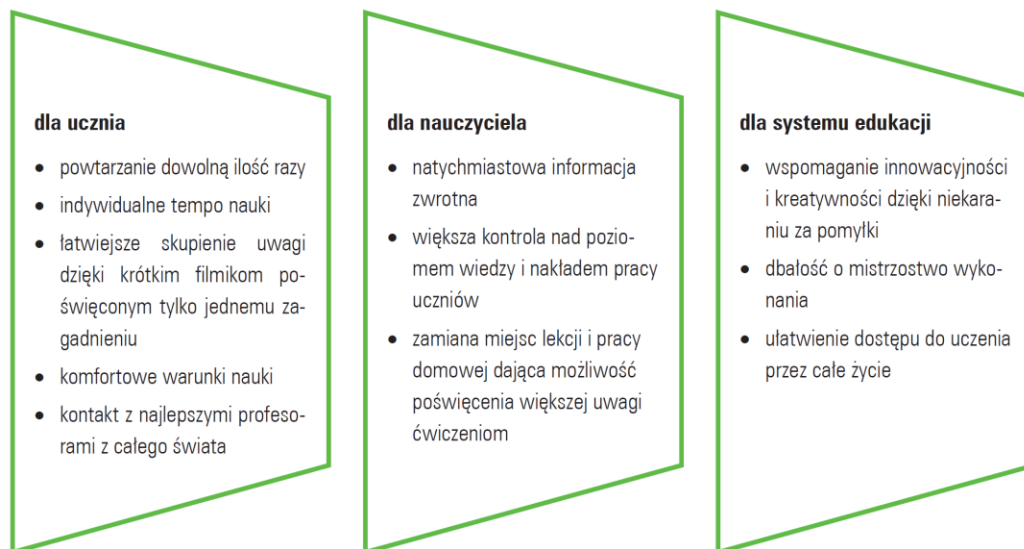 dla ucznia
• powtarzanie dowolną ilość razy
• indywidualne tempo nauki
• łatwiejsze skupienie uwagi
dzięki krótkim filmikom po-
święconym tylko jednemu za-
gadnieniu
• komfortowe warunki nauki
• kontakt z najlepszymi profeso-
rami z całego świata
dla nauczyciela
• natychmiastowa informacja
zwrotna
• większa kontrola nad pozio-
mem wiedzy i nakładem pracy
uczniów
• zamiana miejsc lekcji i pracy
domowej dająca możliwość
poświęcenia większej uwagi
ćwiczeniom
dla systemu edukacji
• wspomaganie innowacyjności
i kreatywności dzięki niekara-
niu za pomyłki
• dbałość o mistrzostwo wyko-
nania
• ułatwienie dostępu do uczenia
przez całe życie